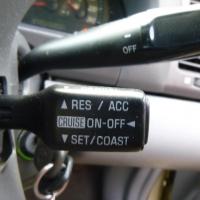 OFF
▲ RES / ACC
CRUISE ON-OFF ◄
▼ SET/COAST